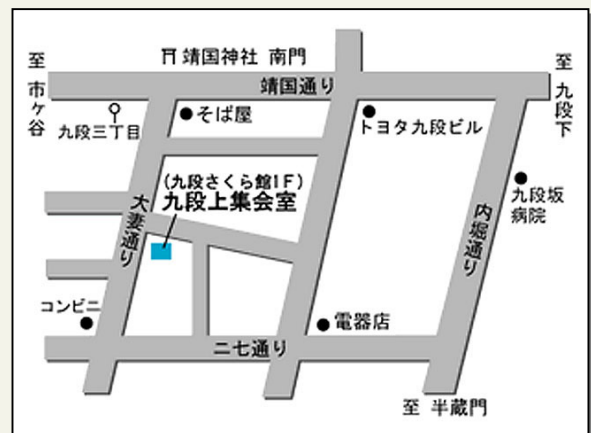 ⛩靖国神社 南門
至 市ヶ谷
靖国通り
至 九段下
九段三丁目
そば屋
トヨタ九段ビル
(九段さくら館1F)
九段上集会室
大妻通り
内堀通り
九段坂
病院
コンビニ
電器店
二七通り
至 半蔵門